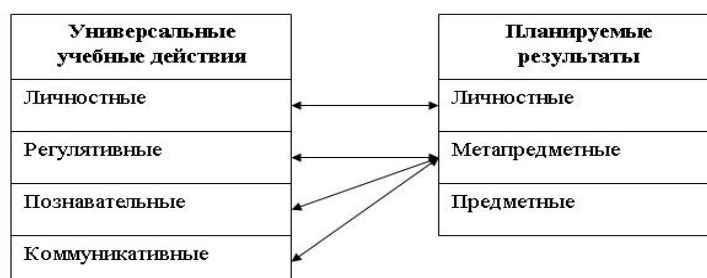 Универсальные
учебные действия
Личностные
Регулятивные
Познавательные
Коммуникативные
Планируемые
результаты
Личностные
Метапредметные
Предметные